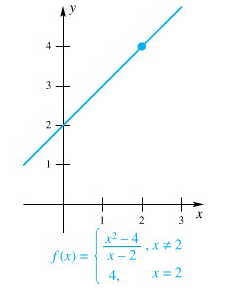 y
4
3
2
1
1 2 3 x
f(x) = { (x² – 4)/(x – 2) , x ≠ 2
4, x = 2